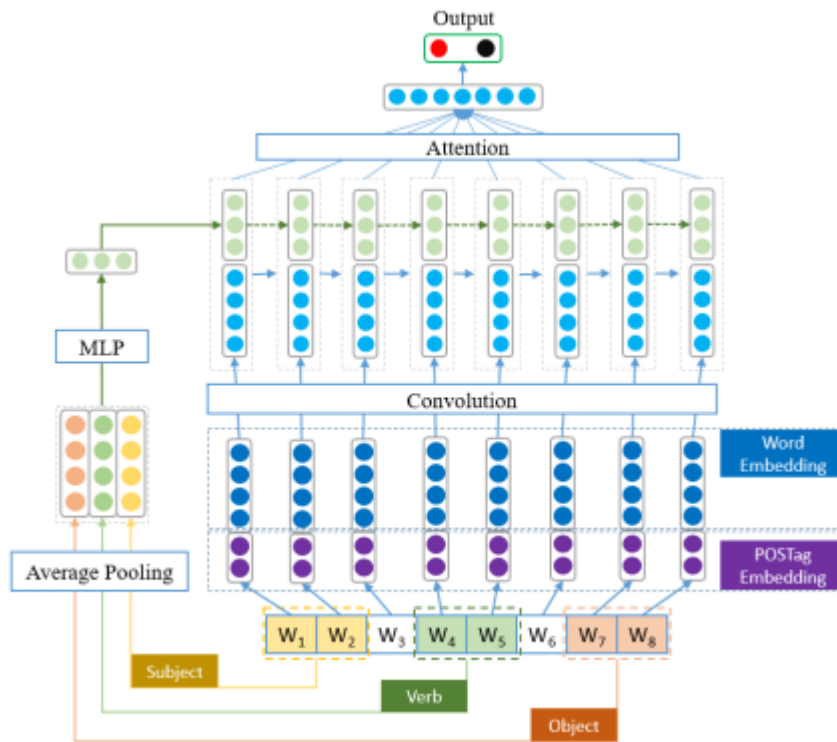 Output
Attention
MLP
Convolution
Word
Embedding
POSTag
Embedding
Average Pooling
W1 W2 W3 W4 W5 W6 W7 W8
Subject
Verb
Object